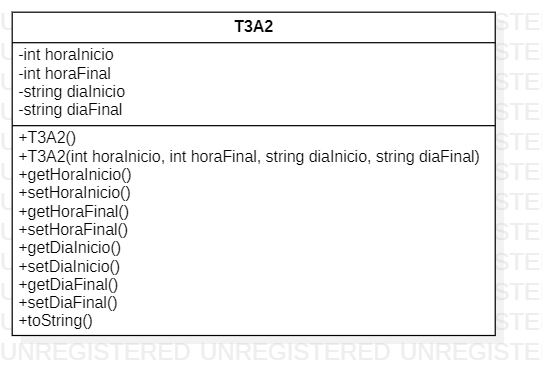 T3A2
-int horaInicio
-int horaFinal
-string diaInicio
-string diaFinal
+T3A2()
+T3A2(int horaInicio, int horaFinal, string diaInicio, string diaFinal)
+getHoraInicio()
+setHoraInicio()
+getHoraFinal()
+setHoraFinal()
+getDiaInicio()
+setDiaInicio()
+getDiaFinal()
+setDiaFinal()
+toString()
UNREGISTERED UNREGISTERED UNREGISTERED